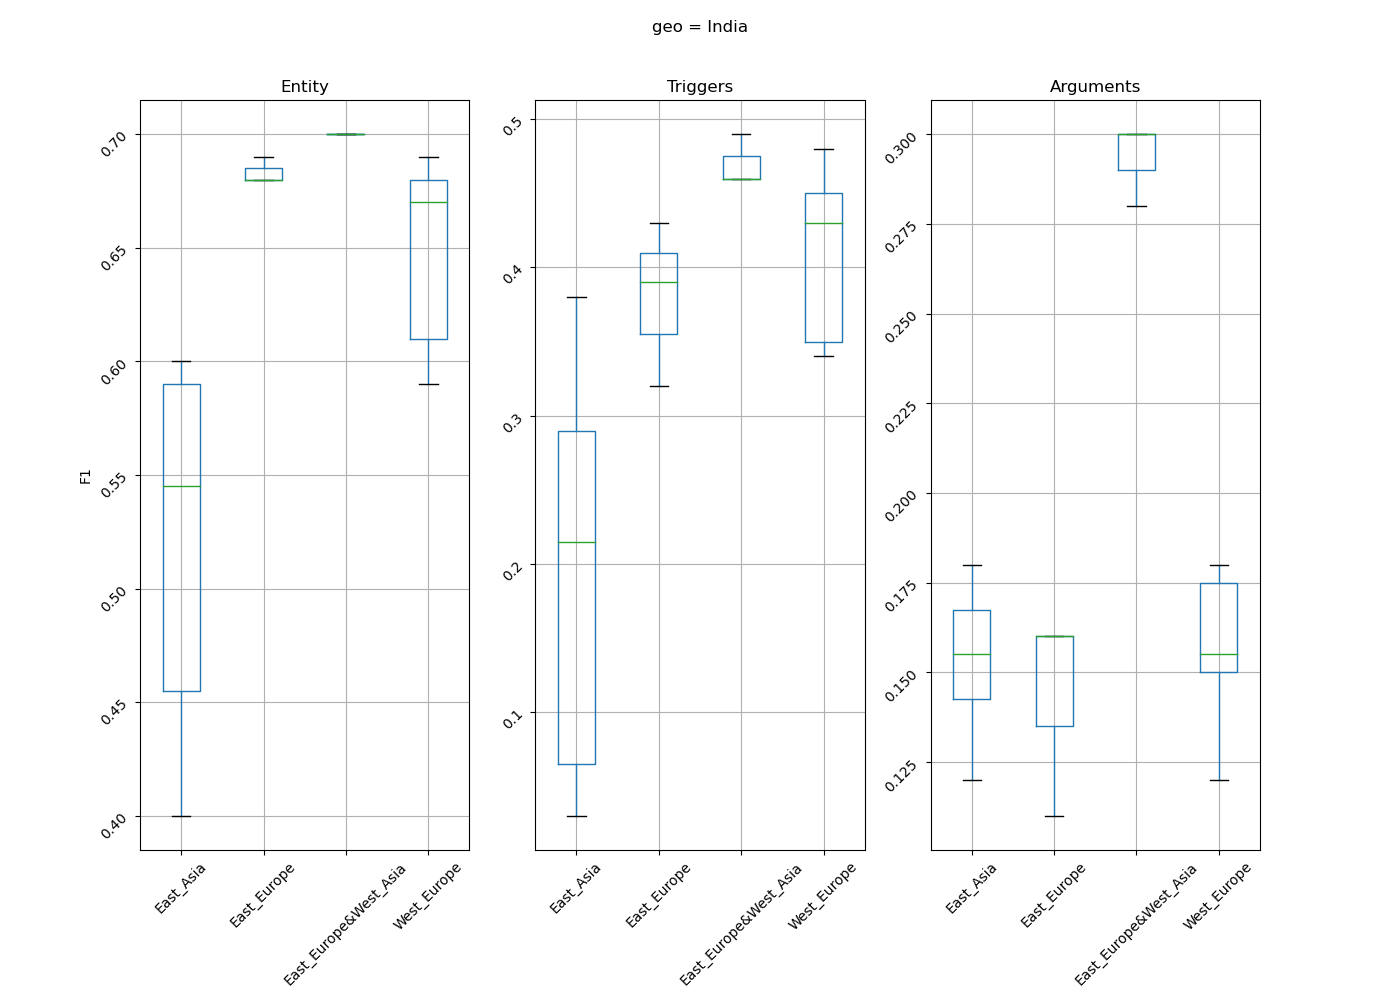 geo = India
Entity
Triggers
Arguments
F1
0.70
0.65
0.60
0.55
0.50
0.45
0.40
East_Asia
East_Europe
East_Europe&West_Asia
West_Europe
0.5
0.4
0.3
0.2
0.1
East_Asia
East_Europe
East_Europe&West_Asia
West_Europe
0.300
0.275
0.250
0.225
0.200
0.175
0.150
0.125
East_Asia
East_Europe
East_Europe&West_Asia
West_Europe